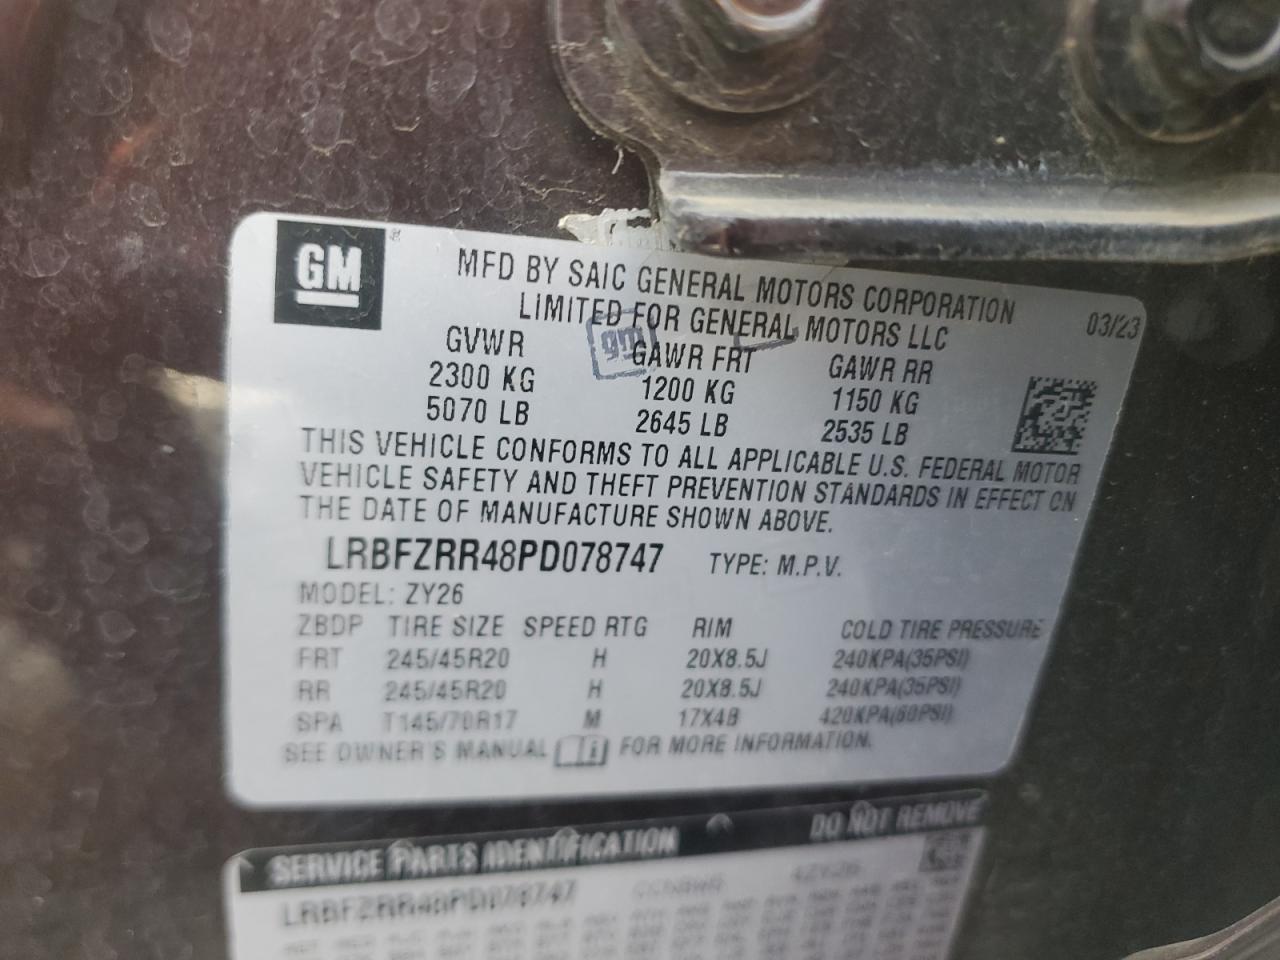 GM
MFD BY SAIC GENERAL MOTORS CORPORATION
LIMITED FOR GENERAL MOTORS LLC
03/23
gm
GVWR GAWR FRT GAWR RR
2300 KG 1200 KG 1150 KG
5070 LB 2645 LB 2535 LB
THIS VEHICLE CONFORMS TO ALL APPLICABLE U.S. FEDERAL MOTOR
VEHICLE SAFETY AND THEFT PREVENTION STANDARDS IN EFFECT ON
THE DATE OF MANUFACTURE SHOWN ABOVE.
LRBFZRR48PD078747 TYPE: M.P.V.
MODEL: ZY26
ZBDP TIRE SIZE SPEED RTG RIM COLD TIRE PRESSURE
FRT 245/45R20 H 20X8.5J 240KPA(35PSI)
RR 245/45R20 H 20X8.5J 240KPA(35PSI)
SPA T145/70R17 M 17X4B 420KPA(60PSI)
SEE OWNER'S MANUAL FOR MORE INFORMATION.
SERVICE PARTS IDENTIFICATION DO NOT REMOVE
LRBFZRR48PD078747 4ZY26